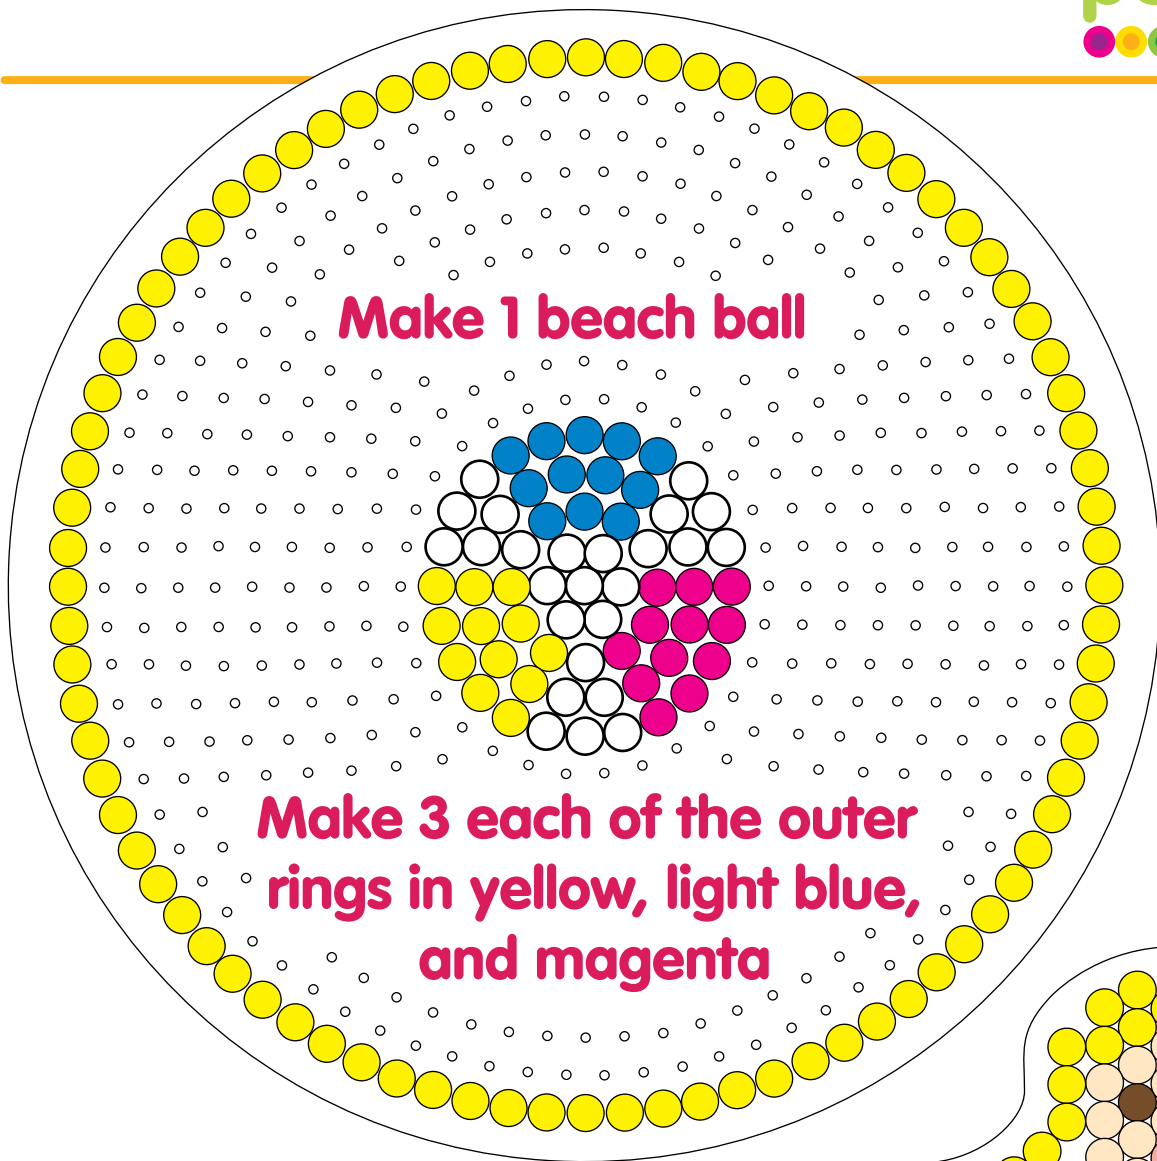 Make 1 beach ball
Make 3 each of the outer
rings in yellow, light blue,
and magenta